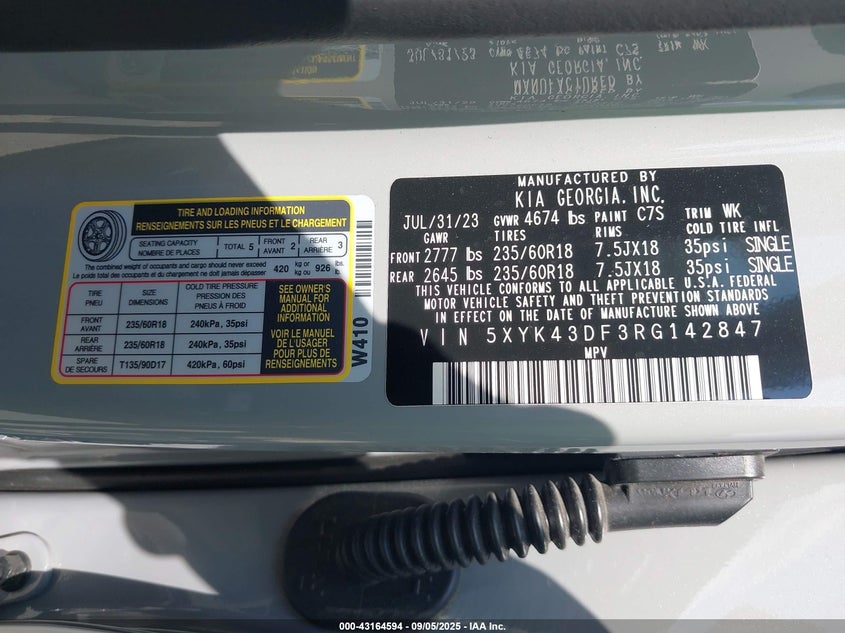 TIRE AND LOADING INFORMATION
RENSEIGNEMENTS SUR LES PNEUS ET LE CHARGEMENT
SEATING CAPACITY
NOMBRE DE PLACES
TOTAL 5
FRONT
AVANT 2
REAR
ARRIÈRE 3
The combined weight of occupants and cargo should never exceed
Le poids total des occupants et du chargement ne doit jamais dépasser
420 kg or
kg ou
926 lbs.
lb.
TIRE
PNEU
SIZE
DIMENSIONS
COLD TIRE PRESSURE
PRESSION DES
PNEUS À FROID
FRONT
AVANT
235/60R18
240kPa, 35psi
REAR
ARRIÈRE
235/60R18
240kPa, 35psi
SPARE
DE SECOURS
T135/90D17
420kPa, 60psi
SEE OWNER'S
MANUAL FOR
ADDITIONAL
INFORMATION
VOIR LE MANUEL
DE L'USAGER
POUR PLUS DE
RENSEIGNEMENTS
W410
MANUFACTURED BY
KIA GEORGIA, INC.
JUL/31/23 GVWR 4674 lbs PAINT C7S TRIM WK
GAWR TIRES RIMS COLD TIRE INFL
FRONT 2777 lbs 235/60R18 7.5JX18 35psi SINGLE
REAR 2645 lbs 235/60R18 7.5JX18 35psi SINGLE
THIS VEHICLE CONFORMS TO ALL APPLICABLE U.S.A. FEDERAL
MOTOR VEHICLE SAFETY AND THEFT PREVENTION STANDARDS
IN EFFECT ON THE DATE OF MANUFACTURE SHOWN ABOVE.
VIN 5XYK43DF3RG142847
MPV
000-43164594 - 09/05/2025 - IAA Inc.